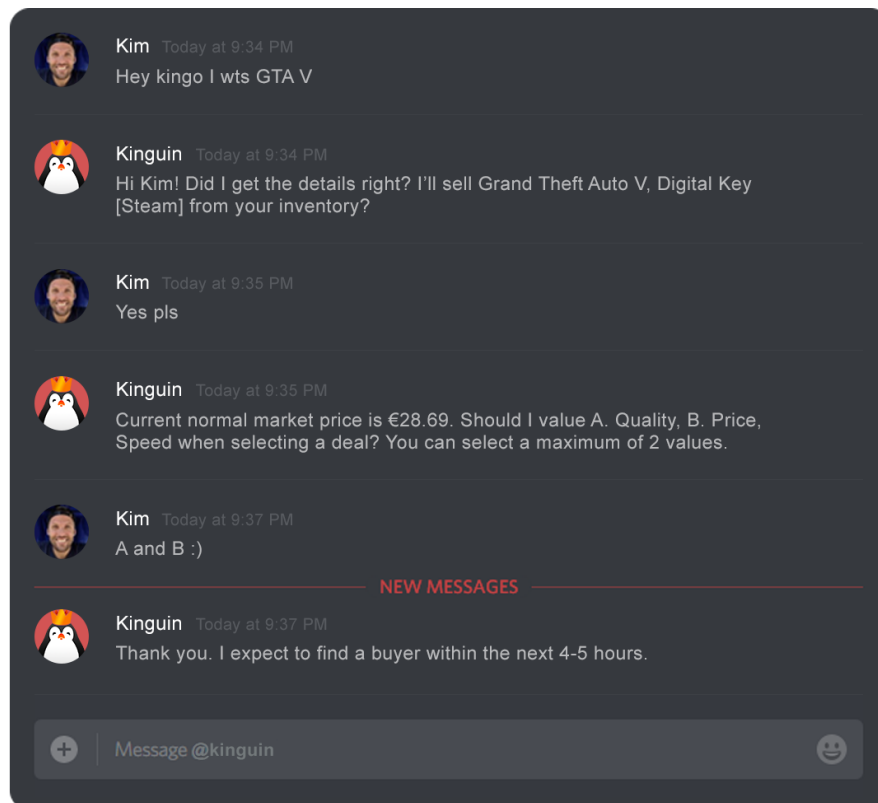 Kim Today at 9:34 PM
Hey kingo I wts GTA V
Kinguin Today at 9:34 PM
Hi Kim! Did I get the details right? I’ll sell Grand Theft Auto V, Digital Key
[Steam] from your inventory?
Kim Today at 9:35 PM
Yes pls
Kinguin Today at 9:35 PM
Current normal market price is €28.69. Should I value A. Quality, B. Price,
Speed when selecting a deal? You can select a maximum of 2 values.
Kim Today at 9:37 PM
A and B :)
NEW MESSAGES
Kinguin Today at 9:37 PM
Thank you. I expect to find a buyer within the next 4-5 hours.
Message @kinguin